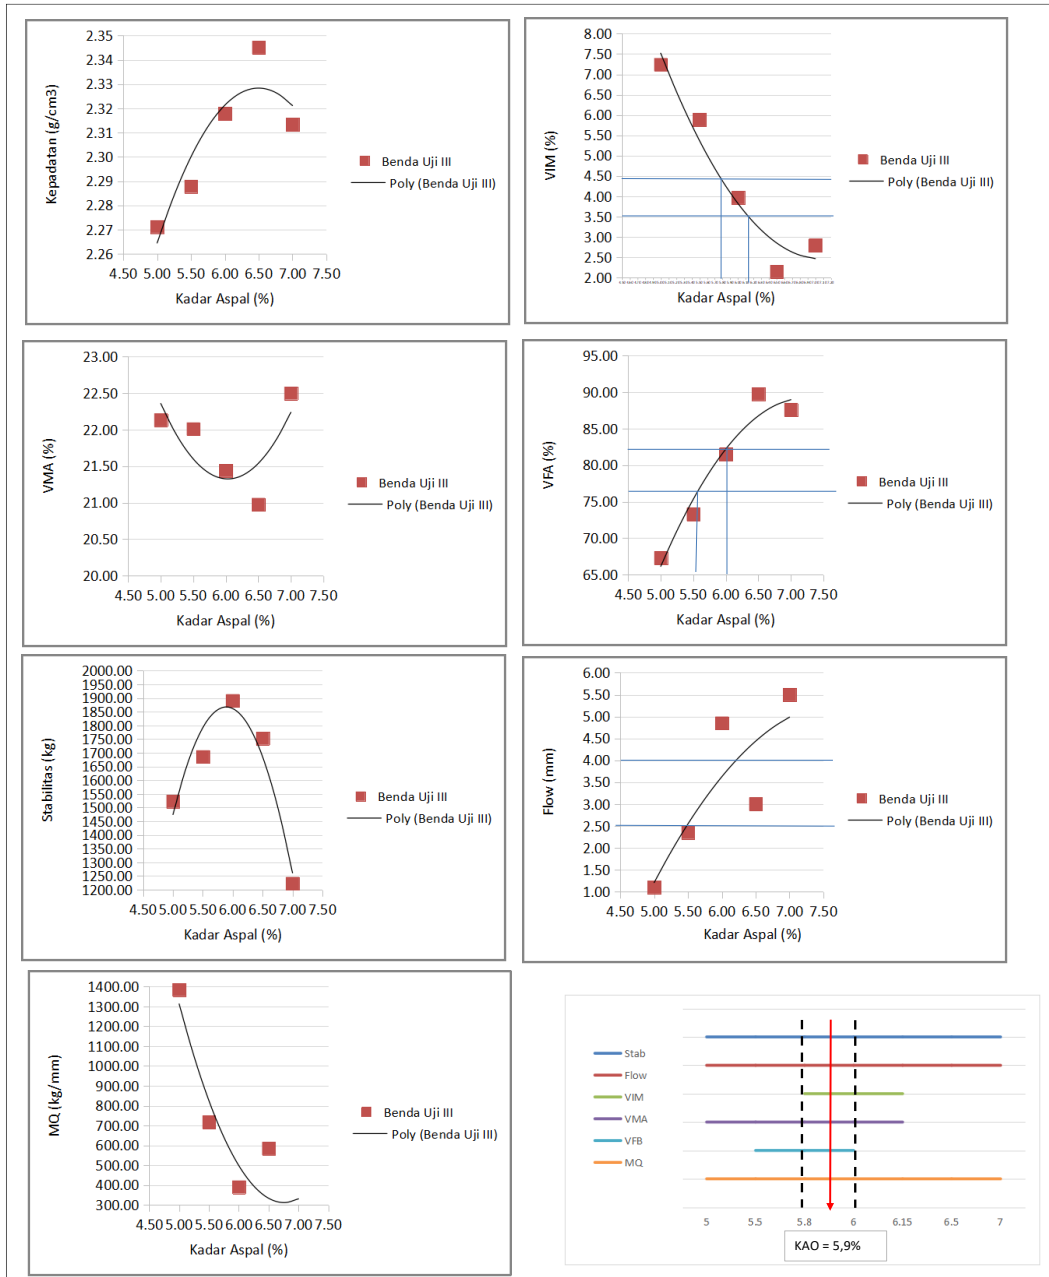 2.35
2.34
2.33
2.32
2.31
2.30
2.29
2.28
2.27
2.26
Kepadatan (g/cm3)
4.50 5.00 5.50 6.00 6.50 7.00 7.50
Kadar Aspal (%)
Benda Uji III
Poly (Benda Uji III)
8.00
7.50
7.00
6.50
6.00
5.50
5.00
4.50
4.00
3.50
3.00
2.50
2.00
VIM (%)
Kadar Aspal (%)
Benda Uji III
Poly (Benda Uji III)
23.00
22.50
22.00
21.50
21.00
20.50
20.00
VMA (%)
4.50 5.00 5.50 6.00 6.50 7.00 7.50
Kadar Aspal (%)
Benda Uji III
Poly (Benda Uji III)
95.00
90.00
85.00
80.00
75.00
70.00
65.00
VFA (%)
4.50 5.00 5.50 6.00 6.50 7.00 7.50
Kadar Aspal (%)
Benda Uji III
Poly (Benda Uji III)
2000.00
1950.00
1900.00
1850.00
1800.00
1750.00
1700.00
1650.00
1600.00
1550.00
1500.00
1450.00
1400.00
1350.00
1300.00
1250.00
1200.00
Stabilitas (kg)
4.50 5.00 5.50 6.00 6.50 7.00 7.50
Kadar Aspal (%)
Benda Uji III
Poly (Benda Uji III)
6.00
5.50
5.00
4.50
4.00
3.50
3.00
2.50
2.00
1.50
1.00
Flow (mm)
4.50 5.00 5.50 6.00 6.50 7.00 7.50
Kadar Aspal (%)
Benda Uji III
Poly (Benda Uji III)
1400.00
1300.00
1200.00
1100.00
1000.00
900.00
800.00
700.00
600.00
500.00
400.00
300.00
MQ (kg/mm)
4.50 5.00 5.50 6.00 6.50 7.00 7.50
Kadar Aspal (%)
Benda Uji III
Poly (Benda Uji III)
Stab
Flow
VIM
VMA
VFB
MQ
5 5.5 5.8 6 6.15 6.5 7
KAO = 5,9%